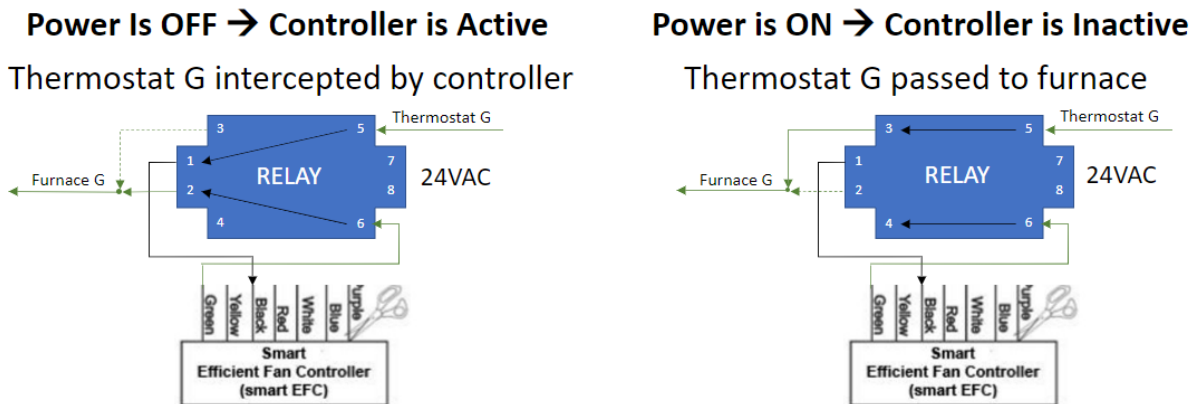 Power Is OFF → Controller is Active
Thermostat G intercepted by controller
3
5
Thermostat G
1
7
RELAY
24VAC
Furnace G
2
8
4
6
Green
Yellow
Black
Red
White
Blue
Smart
Efficient Fan Controller
(smart EFC)
Power is ON → Controller is Inactive
Thermostat G passed to furnace
3
5
Thermostat G
1
7
RELAY
24VAC
Furnace G
2
8
4
6
Green
Yellow
Black
Red
White
Blue
Smart
Efficient Fan Controller
(smart EFC)